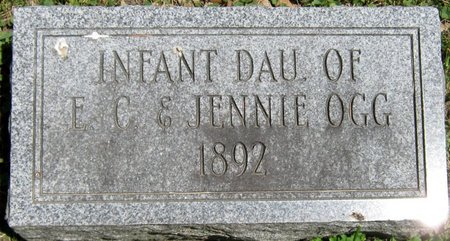 INFANT DAU. OF
E. C. & JENNIE OGG
1892